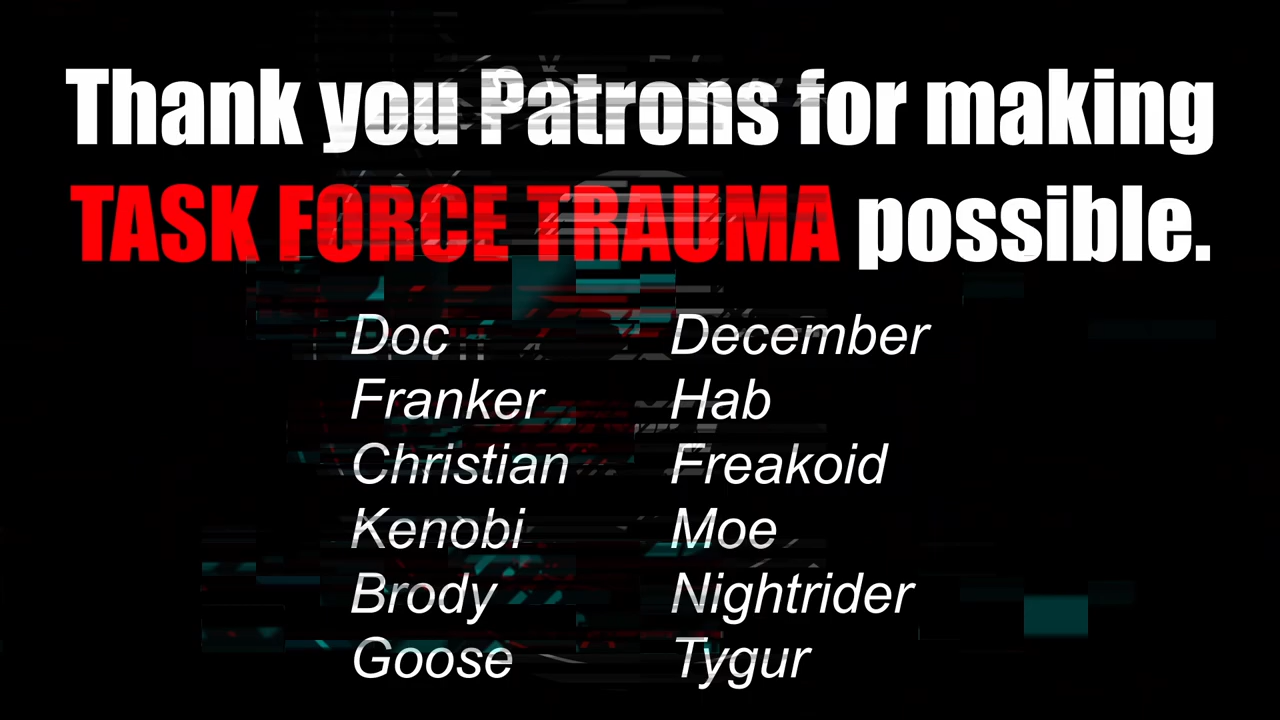 Thank you Patrons for making
TASK FORCE TRAUMA possible.
Doc
Franker
Christian
Kenobi
Brody
Goose
December
Hab
Freakoid
Moe
Nightrider
Tygur